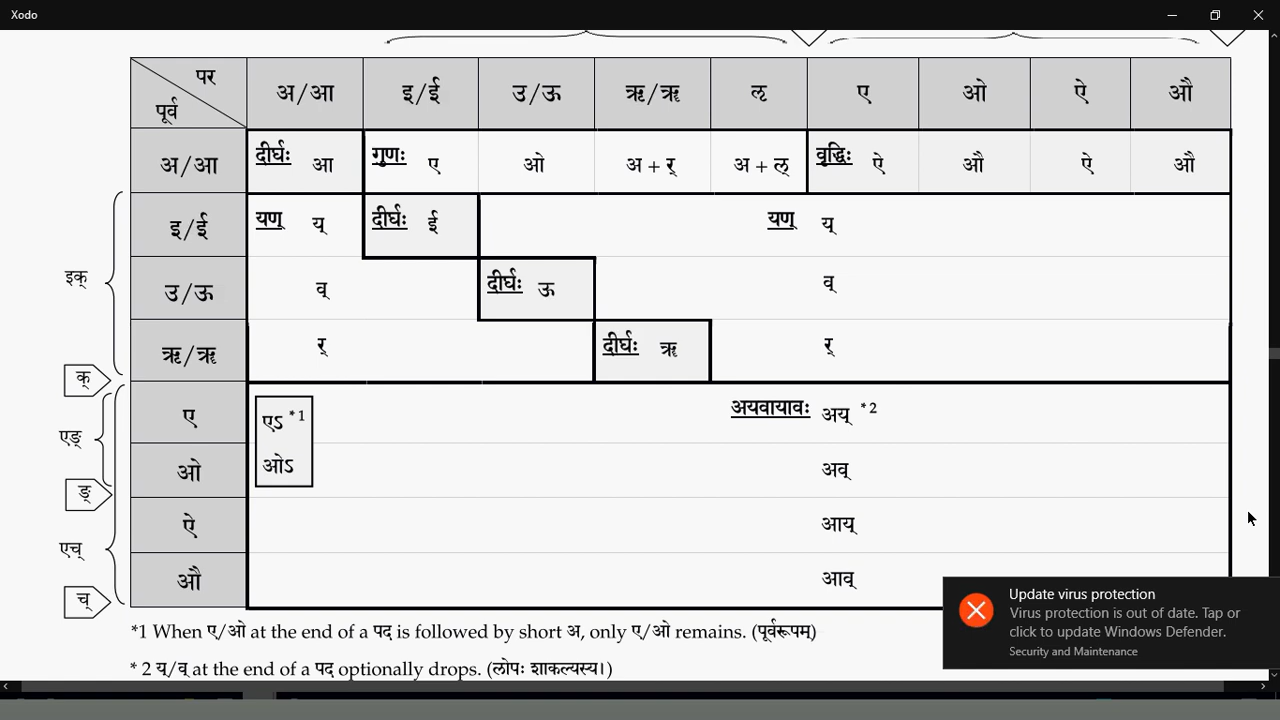 Xodo
पर
पूर्व
अ/आ इ/ई उ/ऊ ऋ/ॠ ऌ ए ओ ऐ औ
अ/आ दीर्घः आ गुणः ए ओ अ + र् अ + ल् वृद्धिः ऐ औ ऐ औ
इ/ई यण् य् दीर्घः ई यण् य्
इक्
उ/ऊ व् दीर्घः ऊ व्
ऋ/ॠ र् दीर्घः ॠ र्
क्
ए एऽ *1 अयवायावः अय् *2
एङ्
ओ ओऽ अव्
ङ्
ऐ आय्
एच्
औ आव्
च्
Update virus protection
Virus protection is out of date. Tap or
click to update Windows Defender.
Security and Maintenance
*1 When ए/ओ at the end of a पद is followed by short अ, only ए/ओ remains. (पूर्वरूपम्)
* 2 य्/व् at the end of a पद optionally drops. (लोपः शाकल्यस्य।)